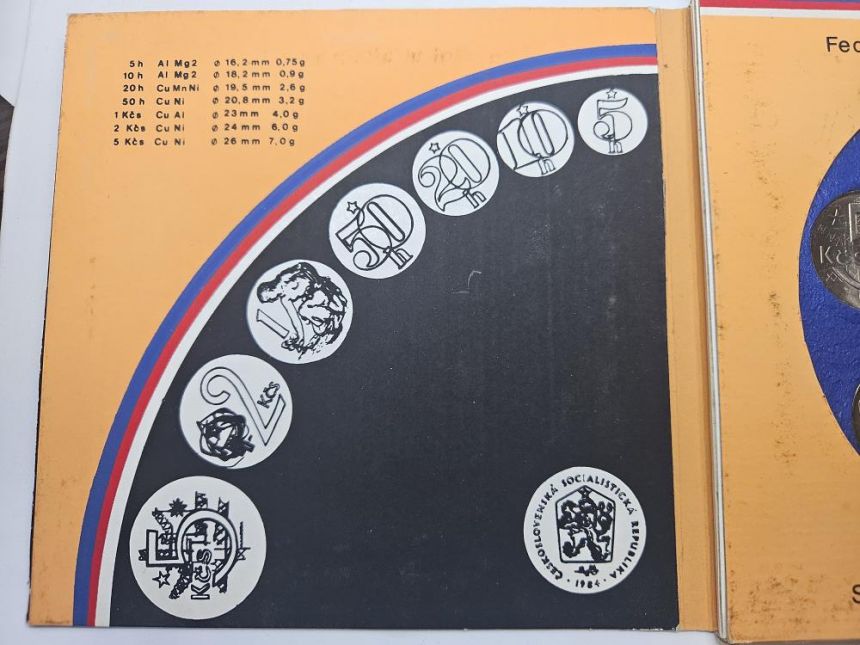 5 h Al Mg2 ø 16,2 mm 0,75 g
10 h Al Mg2 ø 18,2 mm 0,9 g
20 h Cu Mn Ni ø 19,5 mm 2,6 g
50 h Cu Ni ø 20,8 mm 3,2 g
1 Kčs Cu Al ø 23 mm 4,0 g
2 Kčs Cu Ni ø 24 mm 6,0 g
5 Kčs Cu Ni ø 26 mm 7,0 g
5 h
10 h
20 h
50 h
1
2 Kčs
5 Kčs
ČESKOSLOVENSKÁ SOCIALISTICKÁ REPUBLIKA
• 1984 •
Kčs